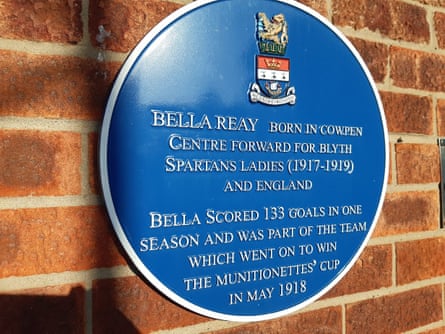 BELLA REAY BORN IN COWPEN
CENTRE FORWARD FOR BLYTH
SPARTANS LADIES (1917-1919)
AND ENGLAND
BELLA SCORED 133 GOALS IN ONE
SEASON AND WAS PART OF THE TEAM
WHICH WENT ON TO WIN
THE MUNITIONETTES' CUP
IN MAY 1918